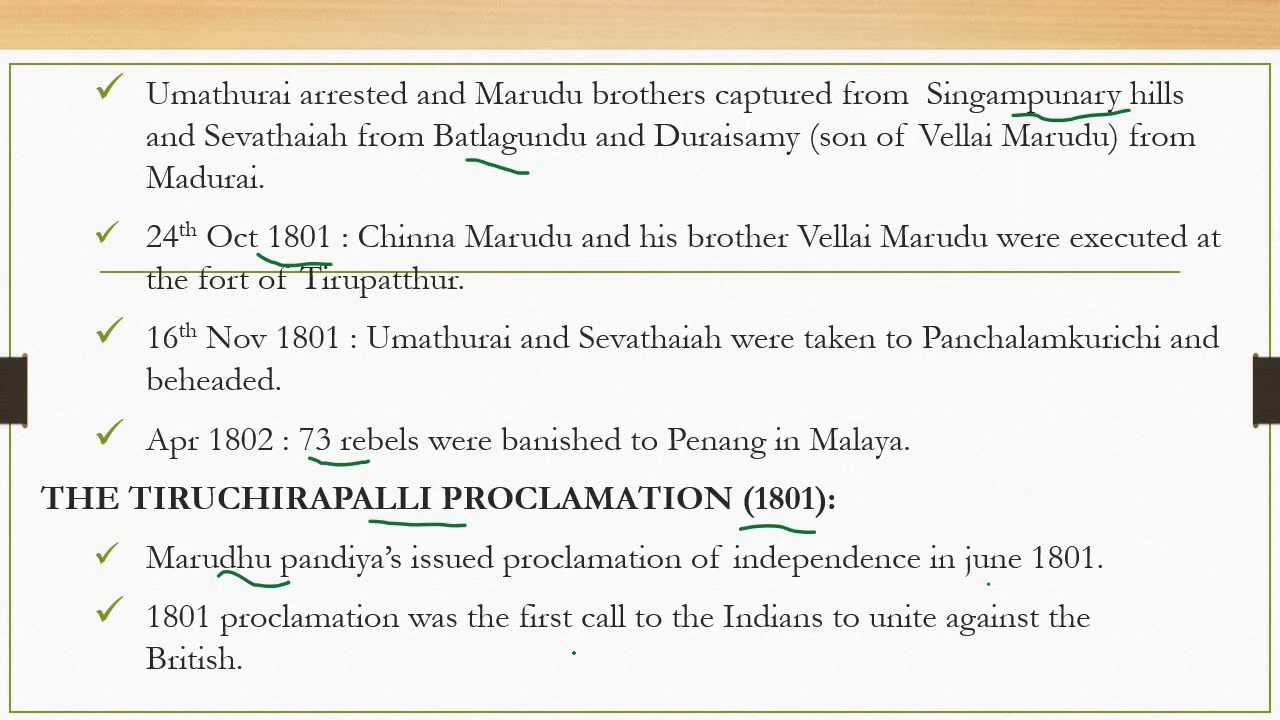 ✓ Umathurai arrested and Marudu brothers captured from Singampunary hills
and Sevathaiah from Batlagundu and Duraisamy (son of Vellai Marudu) from
Madurai.
✓ 24th Oct 1801 : Chinna Marudu and his brother Vellai Marudu were executed at
the fort of Tirupatthur.
✓ 16th Nov 1801 : Umathurai and Sevathaiah were taken to Panchalamkurichi and
beheaded.
✓ Apr 1802 : 73 rebels were banished to Penang in Malaya.
THE TIRUCHIRAPALLI PROCLAMATION (1801):
✓ Marudhu pandiya’s issued proclamation of independence in june 1801.
✓ 1801 proclamation was the first call to the Indians to unite against the
British.